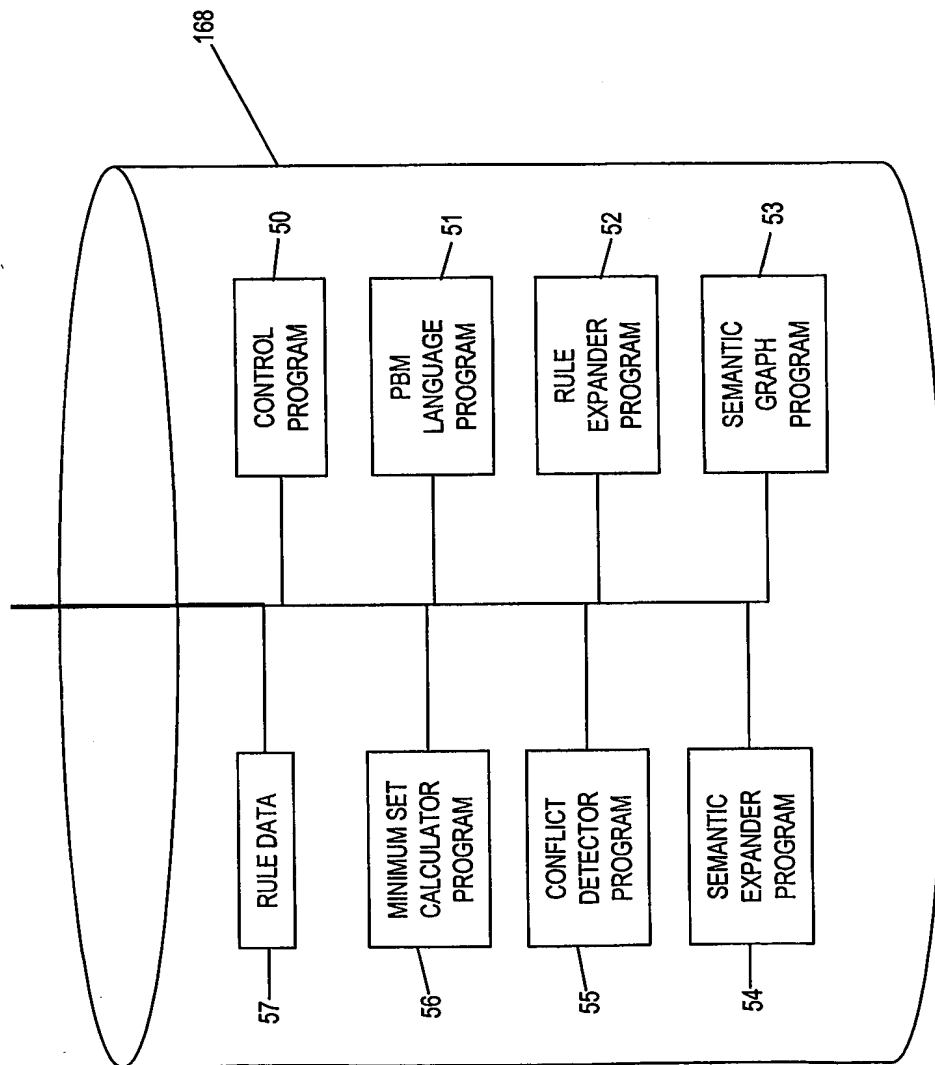 168
CONTROL
PROGRAM
50
PBM
LANGUAGE
PROGRAM
51
RULE
EXPANDER
PROGRAM
52
SEMANTIC
GRAPH
PROGRAM
53
RULE DATA
57
MINIMUM SET
CALCULATOR
PROGRAM
56
CONFLICT
DETECTOR
PROGRAM
55
SEMANTIC
EXPANDER
PROGRAM
54